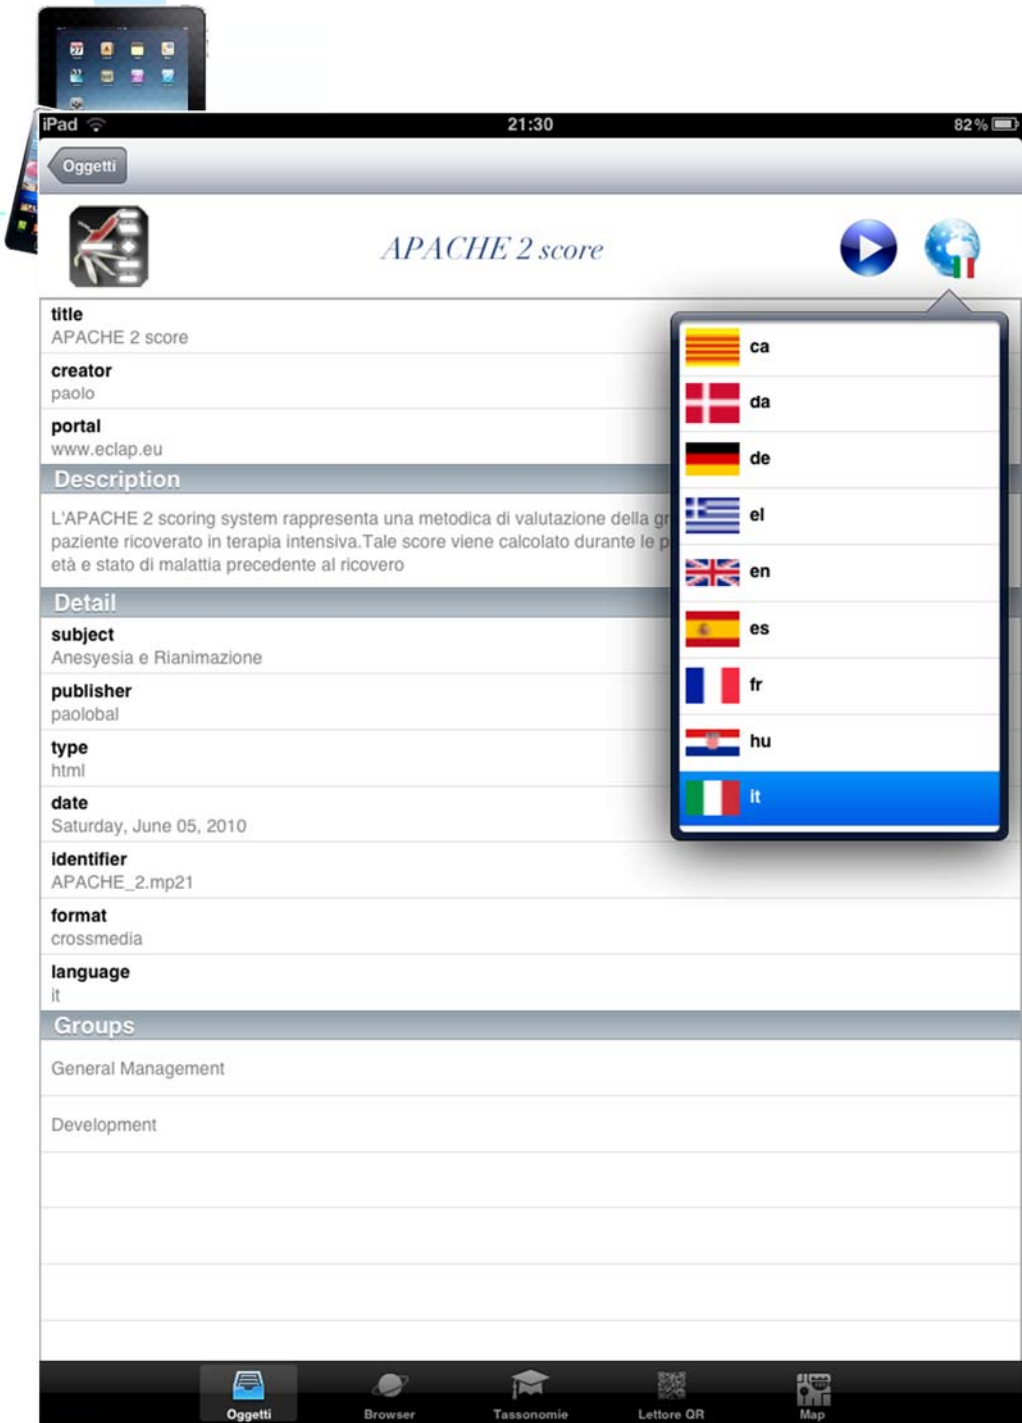 iPad 21:30 82%
Oggetti
APACHE 2 score
title
APACHE 2 score
creator
paolo
portal
www.eclap.eu
Description
L'APACHE 2 scoring system rappresenta una metodica di valutazione della gr
paziente ricoverato in terapia intensiva.Tale score viene calcolato durante le p
età e stato di malattia precedente al ricovero
Detail
subject
Anesyesia e Rianimazione
publisher
paolobal
type
html
date
Saturday, June 05, 2010
identifier
APACHE_2.mp21
format
crossmedia
language
it
Groups
General Management
Development
ca
da
de
el
en
es
fr
hu
it
Oggetti Browser Tassonomie Lettore QR Map